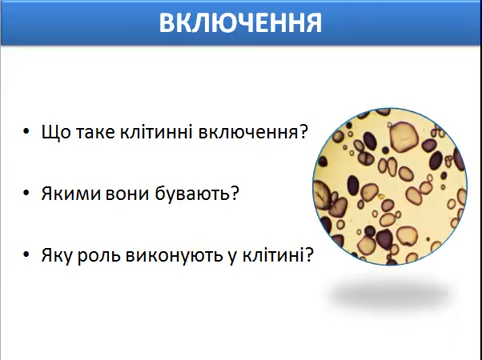 ВКЛЮЧЕННЯ
• Що таке клітинні включення?
• Якими вони бувають?
• Яку роль виконують у клітині?